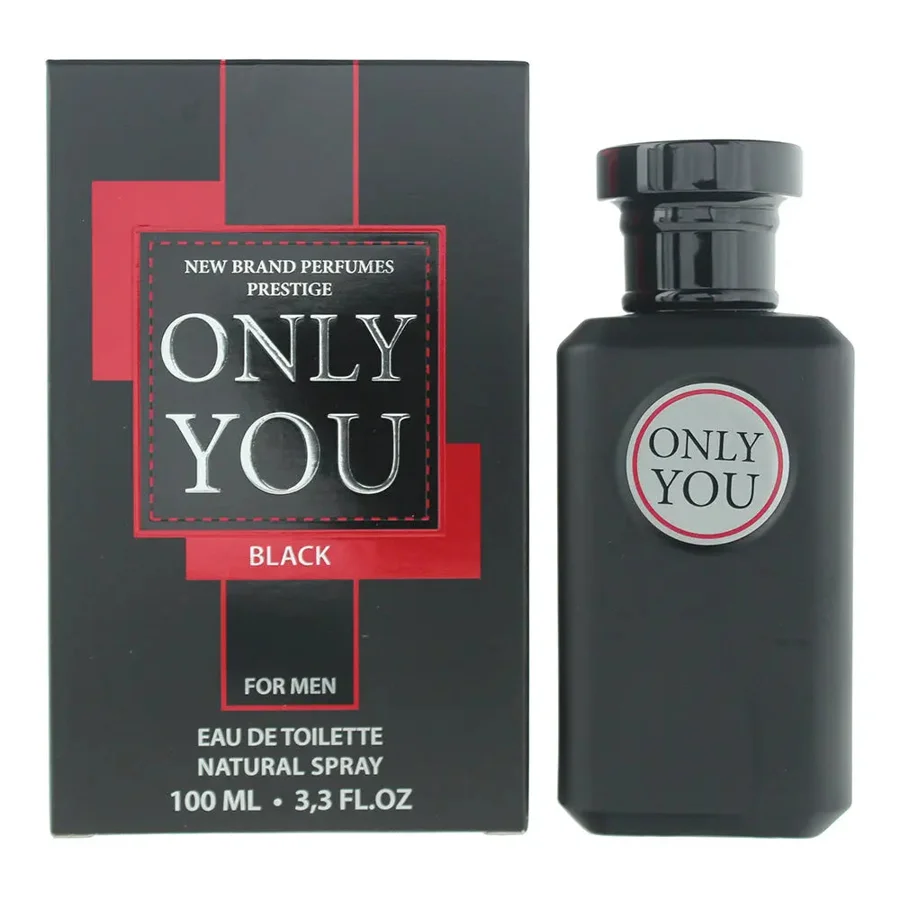 NEW BRAND PERFUMES
PRESTIGE
ONLY
YOU
BLACK
FOR MEN
EAU DE TOILETTE
NATURAL SPRAY
100 ML • 3,3 FL.OZ
ONLY
YOU